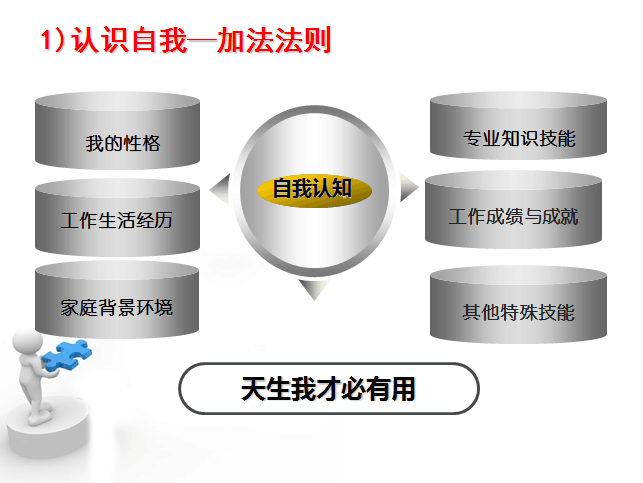 1)认识自我—加法法则
我的性格
工作生活经历
家庭背景环境
自我认知
专业知识技能
工作成绩与成就
其他特殊技能
天生我才必有用